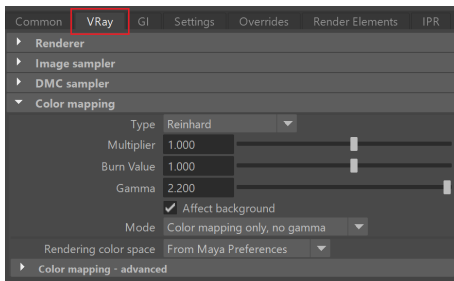 Common VRay GI Settings Overrides Render Elements IPR
Renderer
Image sampler
DMC sampler
Color mapping
Type Reinhard
Multiplier 1.000
Burn Value 1.000
Gamma 2.200
Affect background
Mode Color mapping only, no gamma
Rendering color space From Maya Preferences
Color mapping - advanced